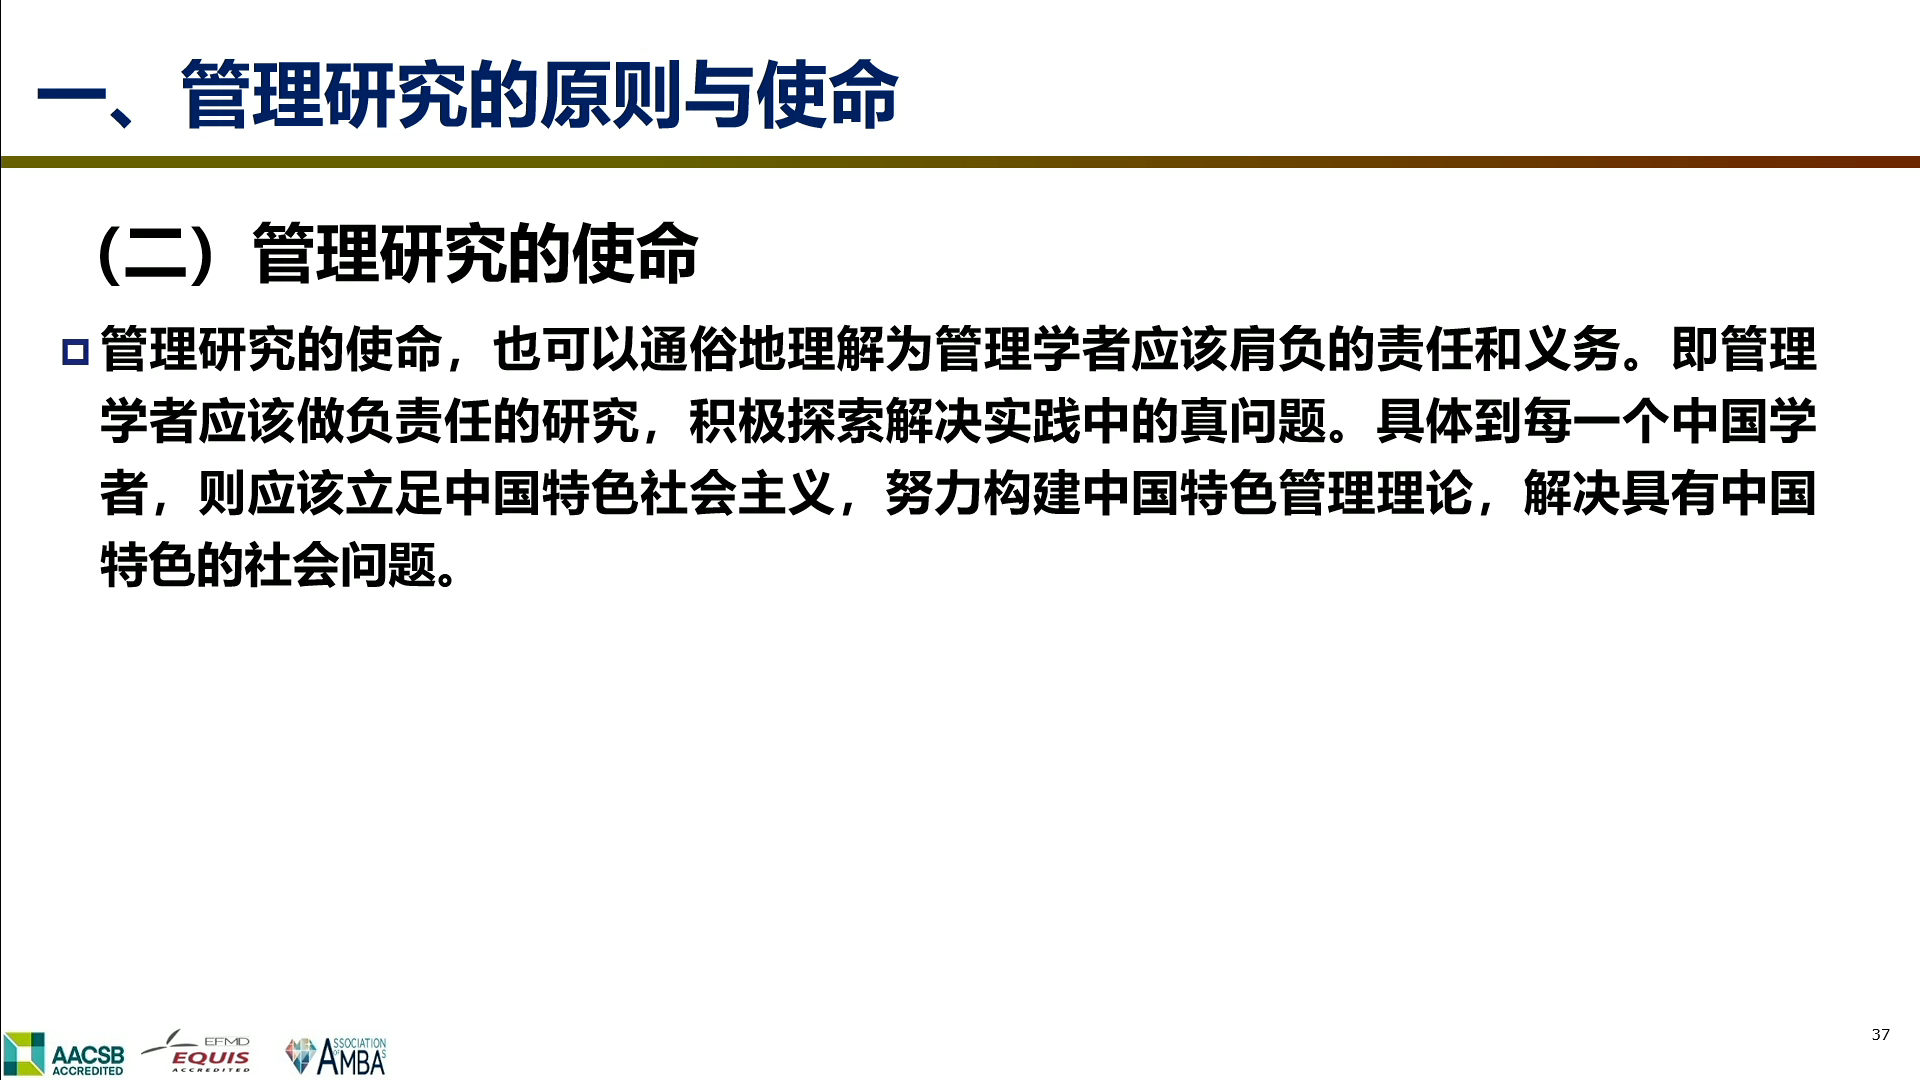 一、管理研究的原则与使命
（二）管理研究的使命
管理研究的使命，也可以通俗地理解为管理学者应该肩负的责任和义务。即管理
学者应该做负责任的研究，积极探索解决实践中的真问题。具体到每一个中国学
者，则应该立足中国特色社会主义，努力构建中国特色管理理论，解决具有中国
特色的社会问题。
AACSB
ACCREDITED
EFMD
EQUIS
ACCREDITED
ASSOCIATION
OF
AMBAS
37